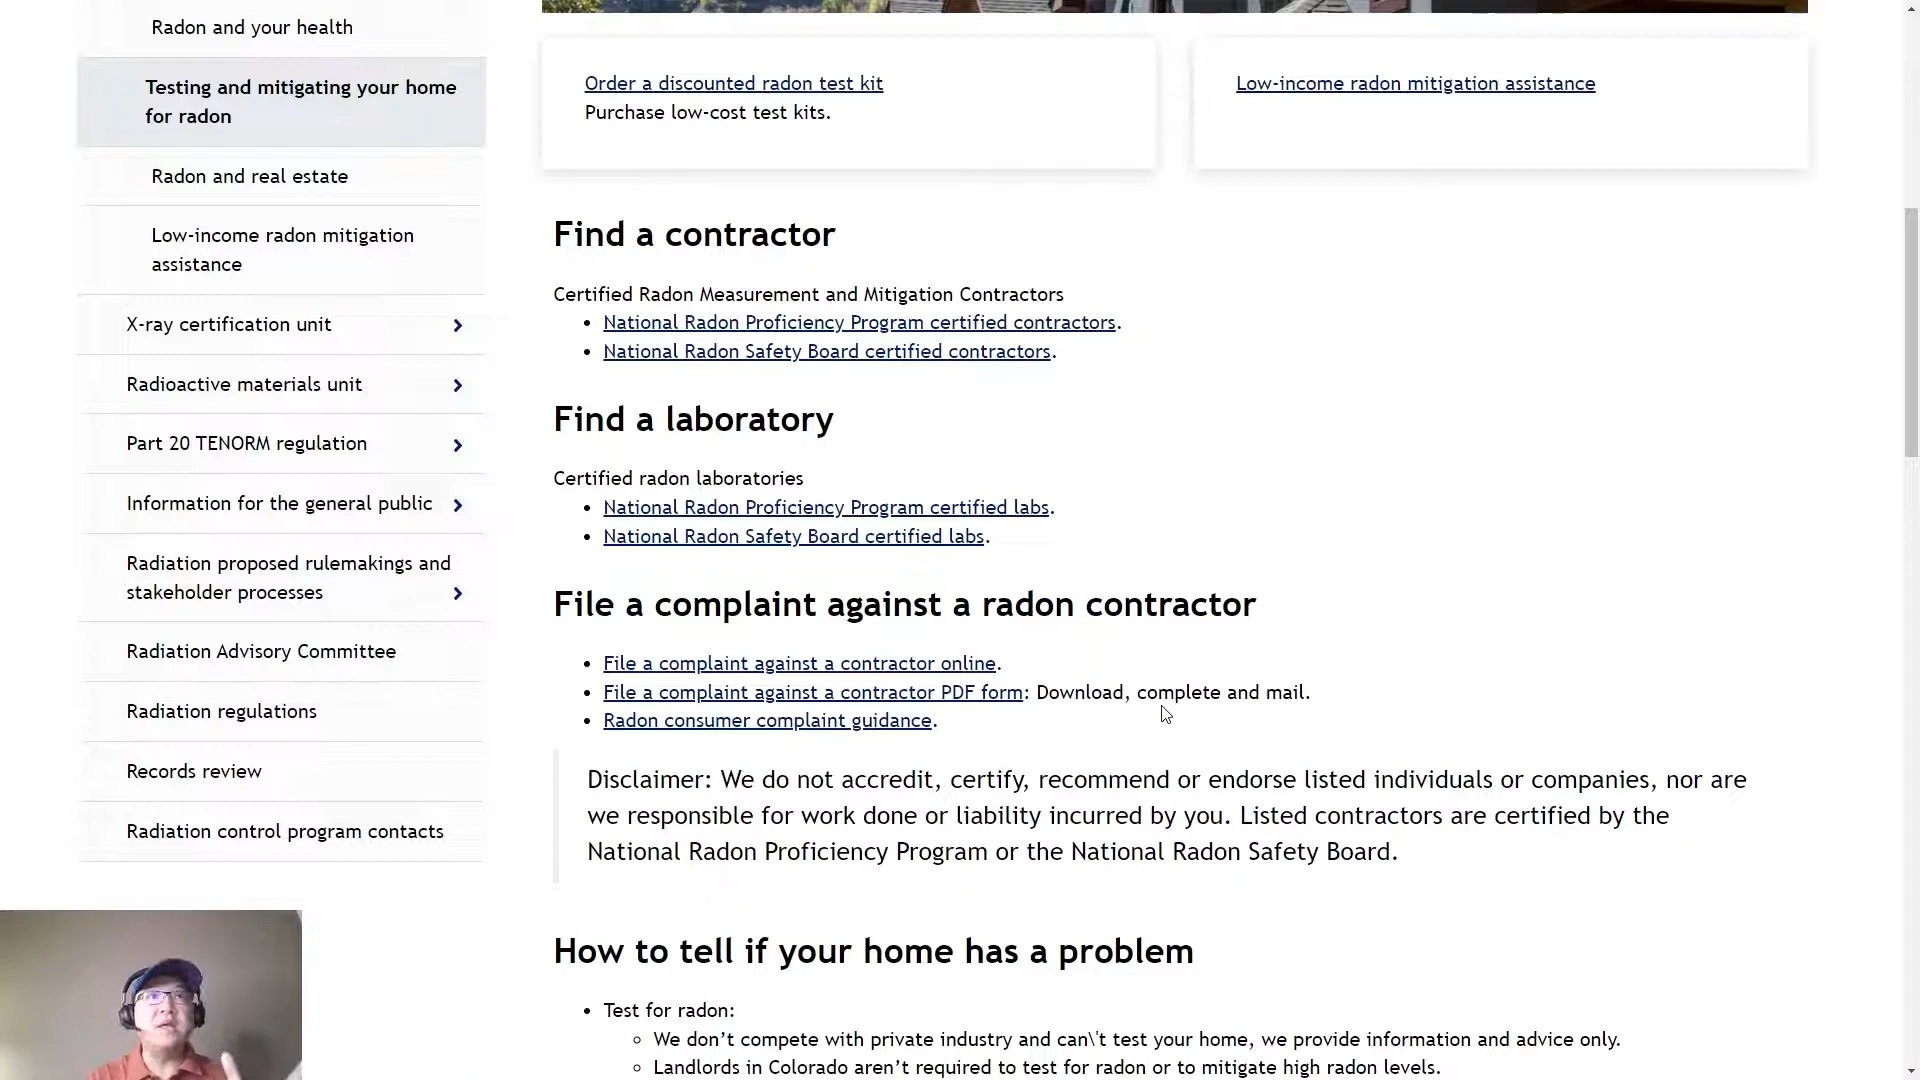 Radon and your health
Testing and mitigating your home
for radon
Radon and real estate
Low-income radon mitigation
assistance
X-ray certification unit
Radioactive materials unit
Part 20 TENORM regulation
Information for the general public
Radiation proposed rulemakings and
stakeholder processes
Radiation Advisory Committee
Radiation regulations
Records review
Radiation control program contacts
Order a discounted radon test kit
Purchase low-cost test kits.
Low-income radon mitigation assistance
Find a contractor
Certified Radon Measurement and Mitigation Contractors
• National Radon Proficiency Program certified contractors.
• National Radon Safety Board certified contractors.
Find a laboratory
Certified radon laboratories
• National Radon Proficiency Program certified labs.
• National Radon Safety Board certified labs.
File a complaint against a radon contractor
• File a complaint against a contractor online.
• File a complaint against a contractor PDF form: Download, complete and mail.
• Radon consumer complaint guidance.
Disclaimer: We do not accredit, certify, recommend or endorse listed individuals or companies, nor are
we responsible for work done or liability incurred by you. Listed contractors are certified by the
National Radon Proficiency Program or the National Radon Safety Board.
How to tell if your home has a problem
• Test for radon:
◦ We don’t compete with private industry and can\'t test your home, we provide information and advice only.
◦ Landlords in Colorado aren’t required to test for radon or to mitigate high radon levels.